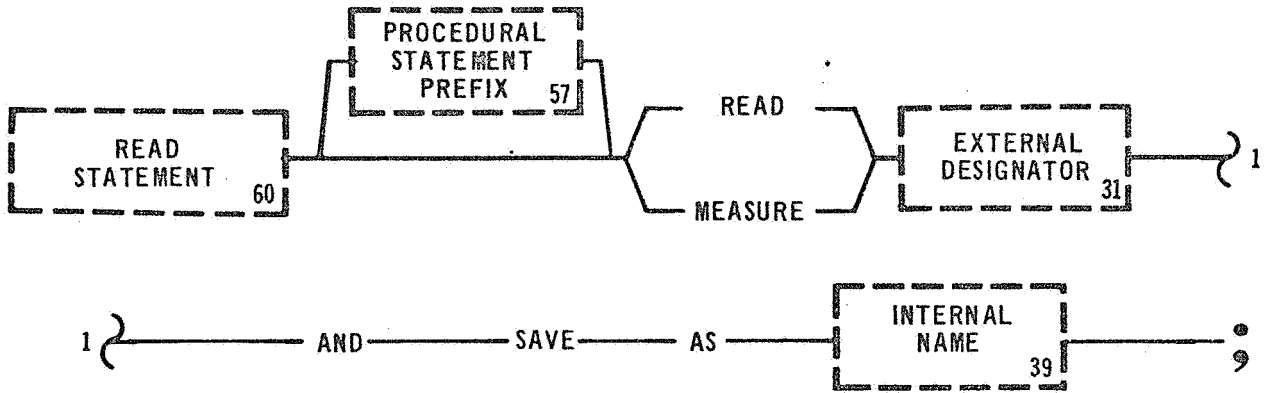 PROCEDURAL
STATEMENT
PREFIX 57
READ
STATEMENT
60
READ
MEASURE
EXTERNAL
DESIGNATOR
31
1
1
AND SAVE AS
INTERNAL
NAME
39
;